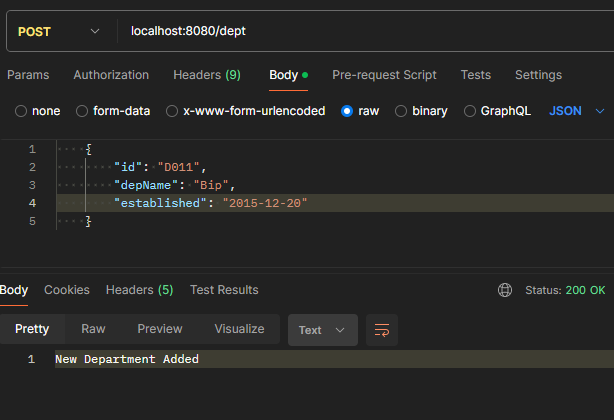 POST localhost:8080/dept
Params Authorization Headers (9) Body Pre-request Script Tests Settings
none form-data x-www-form-urlencoded raw binary GraphQL JSON
1 {
2 "id": "D011",
3 "depName": "Bip",
4 "established": "2015-12-20"
5 }
Body Cookies Headers (5) Test Results Status: 200 OK
Pretty Raw Preview Visualize Text
1 New Department Added